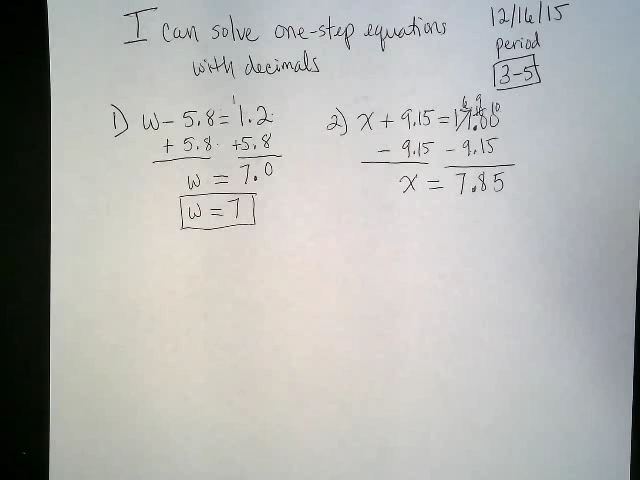 I can solve one-step equations
with decimals
12/16/15
period
3-5
1) w - 5.8 = 1.2
+ 5.8 +5.8
w = 7.0
w = 7
2) x + 9.15 = 17.00
- 9.15 - 9.15
x = 7.85